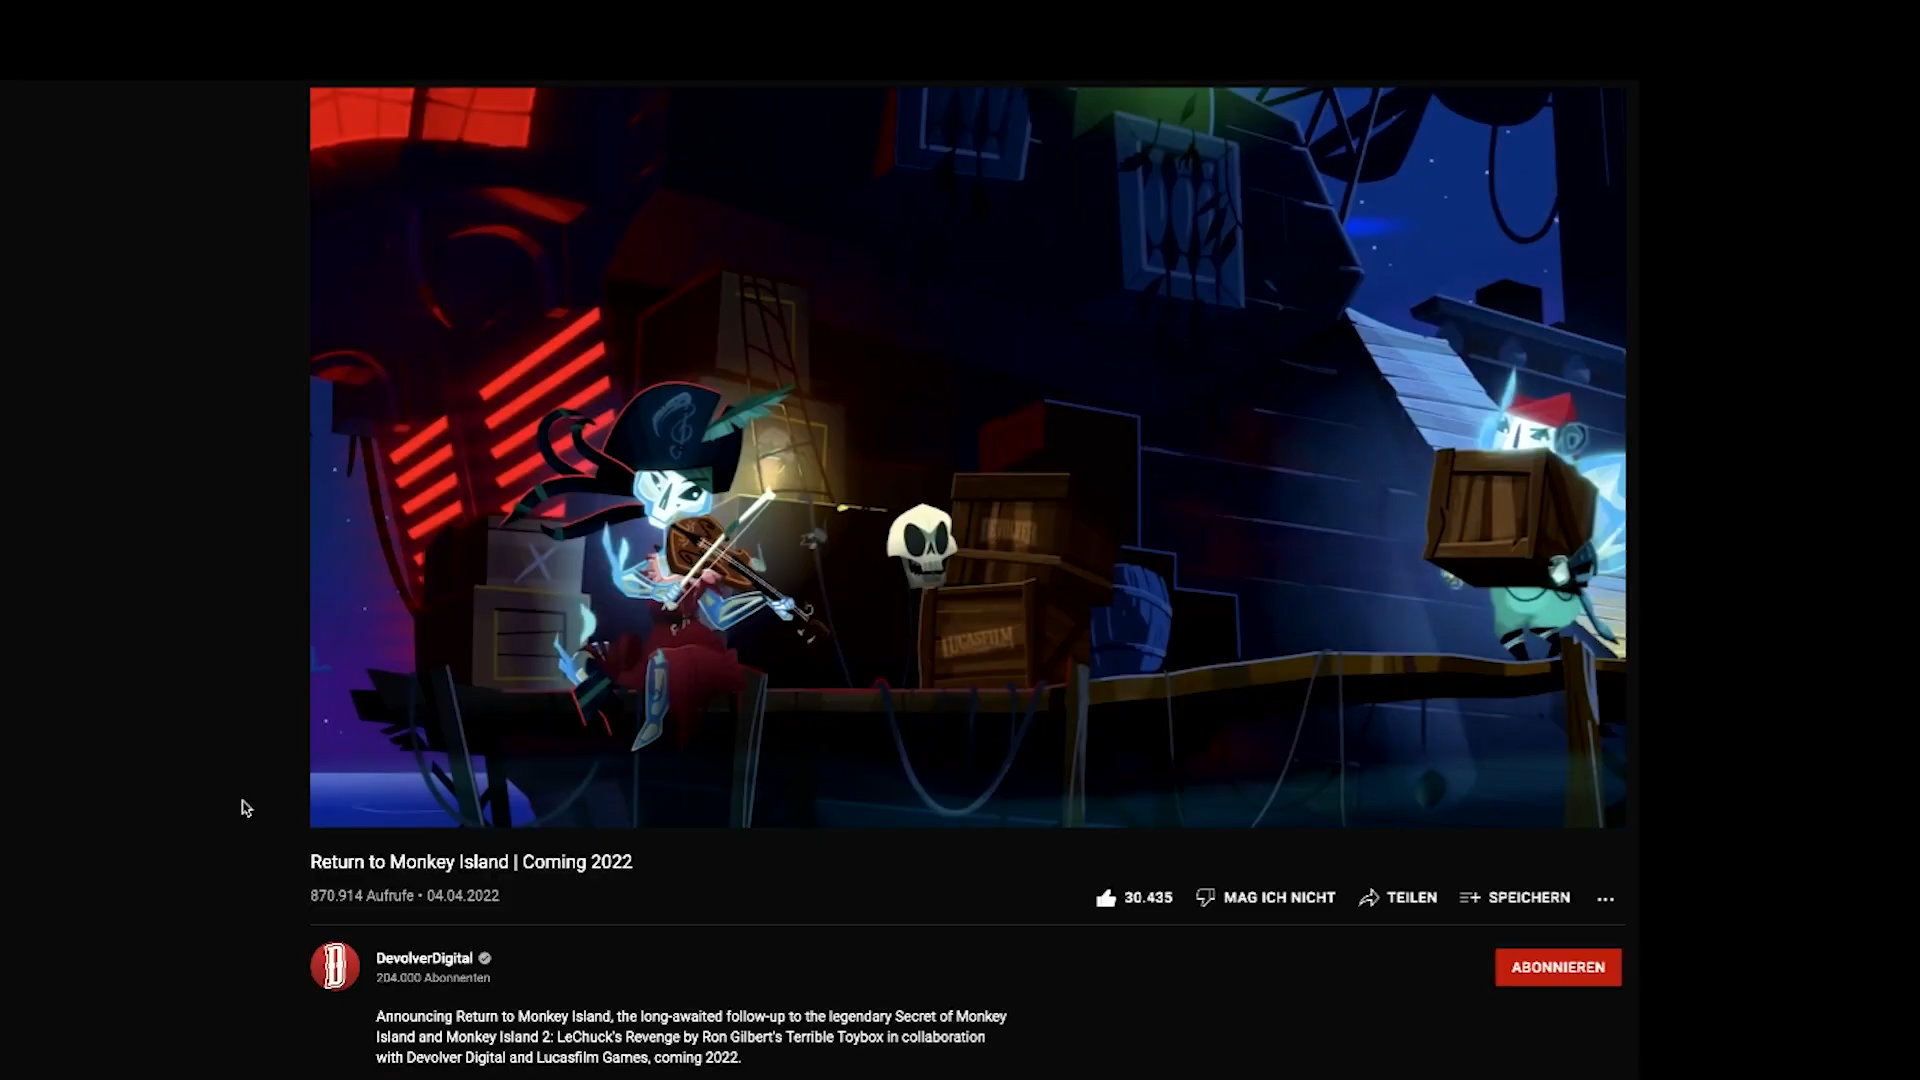 LUCASFILM
Return to Monkey Island | Coming 2022
870.914 Aufrufe • 04.04.2022
30.435
MAG ICH NICHT
TEILEN
SPEICHERN
DevolverDigital
204.000 Abonnenten
ABONNIEREN
Announcing Return to Monkey Island, the long-awaited follow-up to the legendary Secret of Monkey
Island and Monkey Island 2: LeChuck's Revenge by Ron Gilbert's Terrible Toybox in collaboration
with Devolver Digital and Lucasfilm Games, coming 2022.